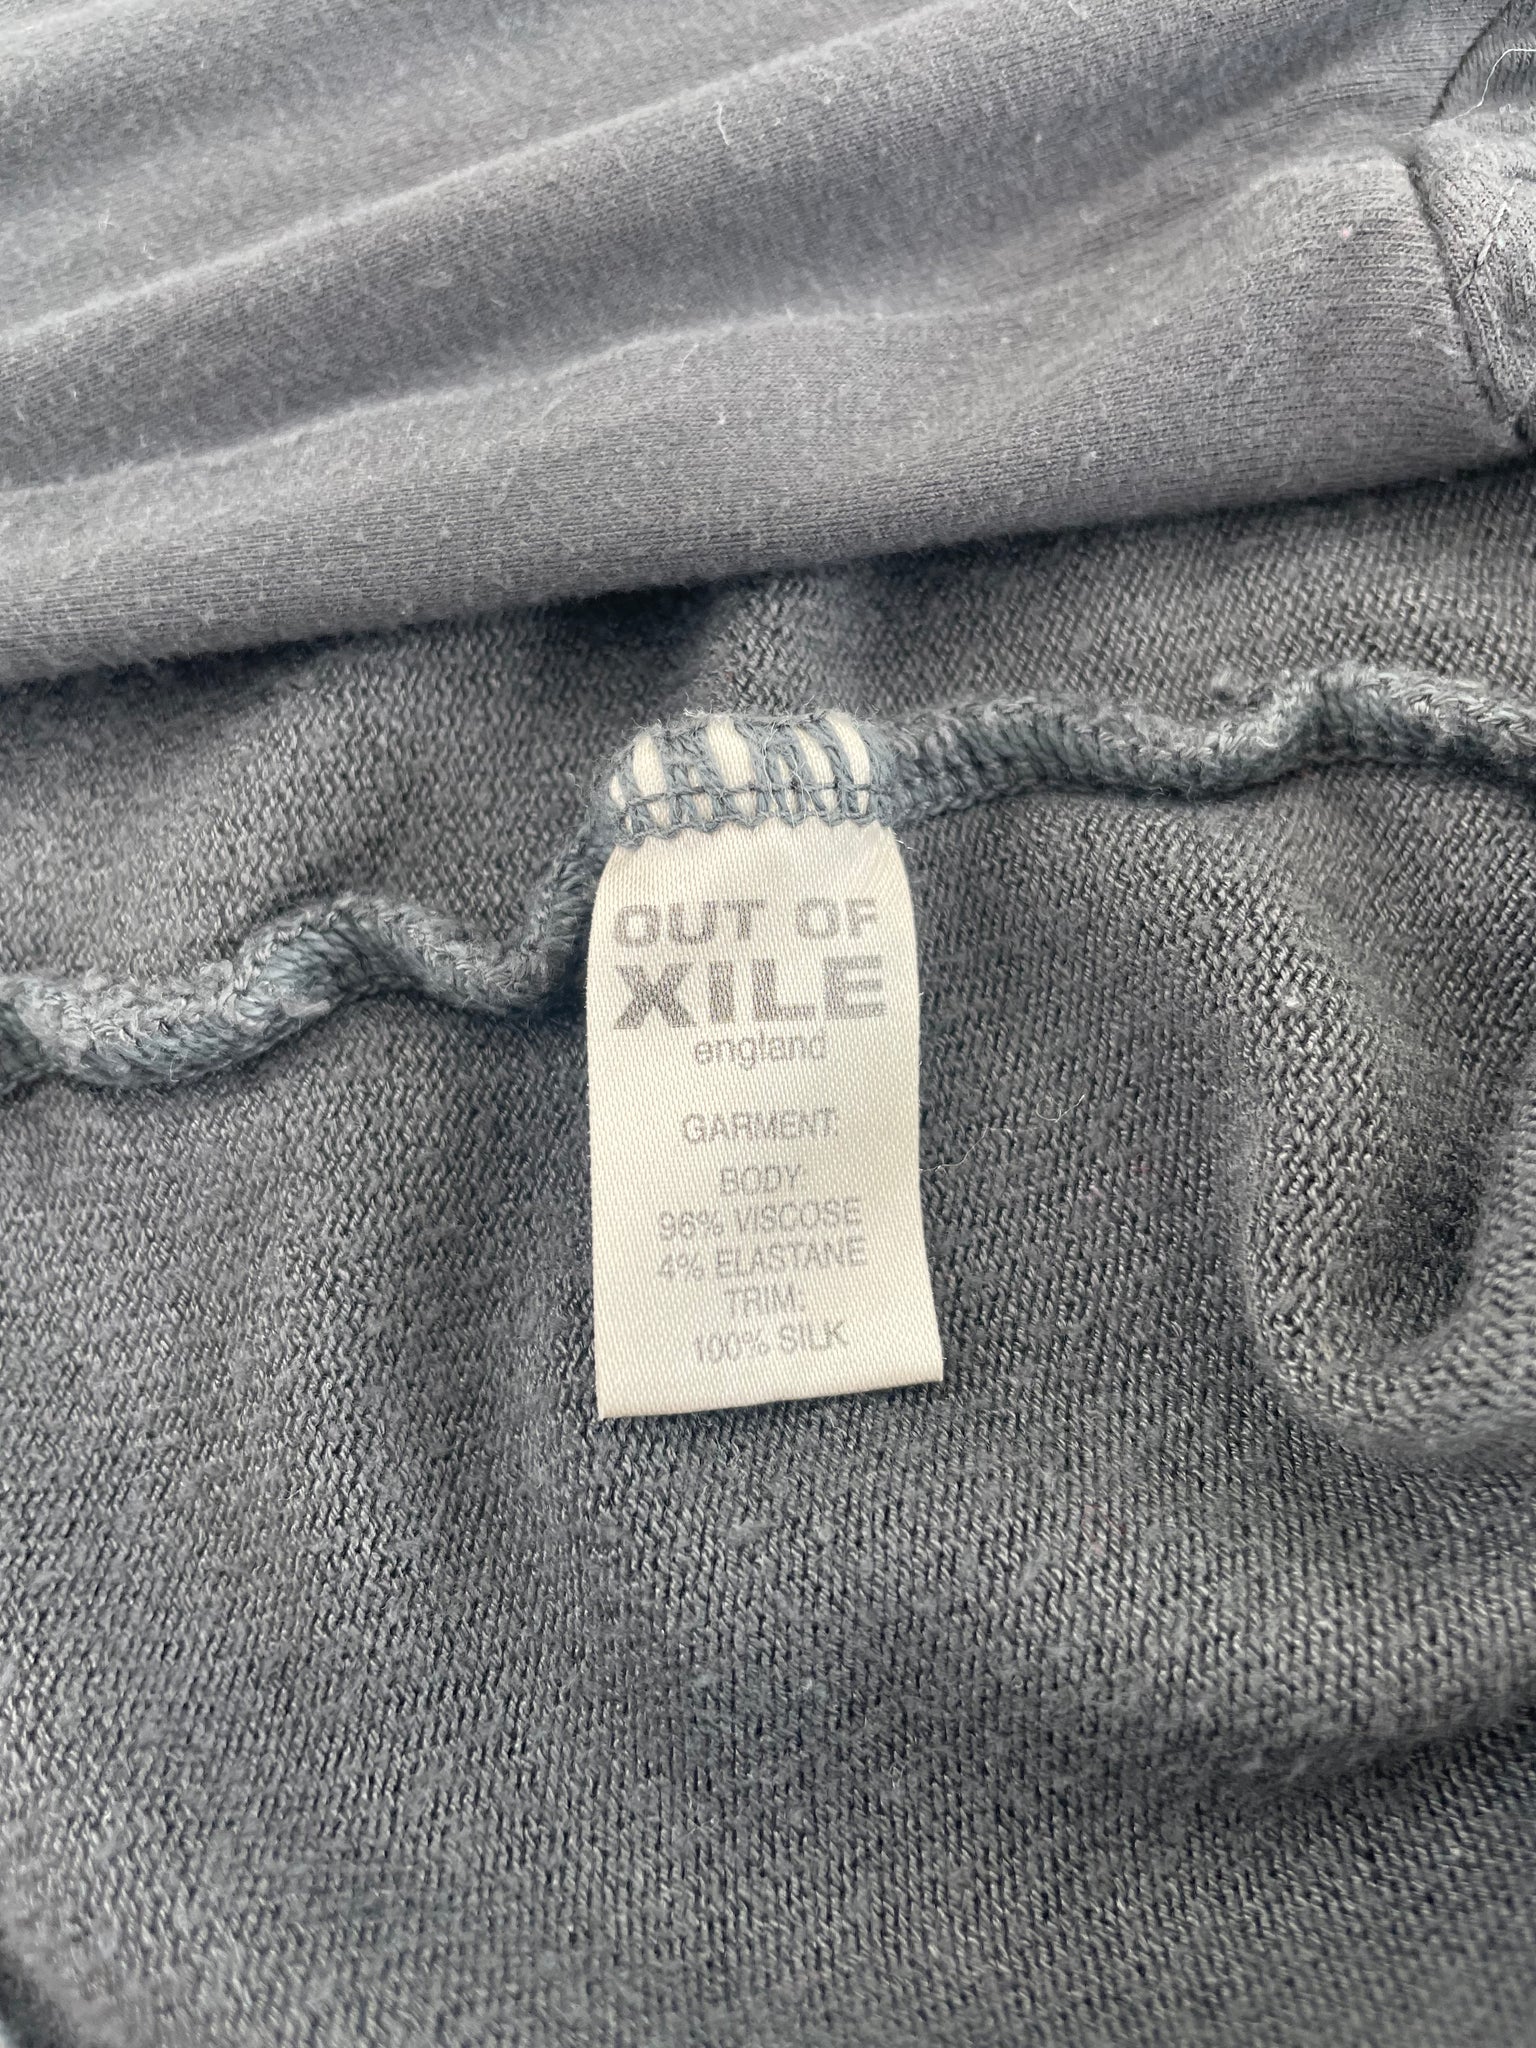 OUT OF
XILE
england
GARMENT:
BODY:
96% VISCOSE
4% ELASTANE
TRIM:
100% SILK